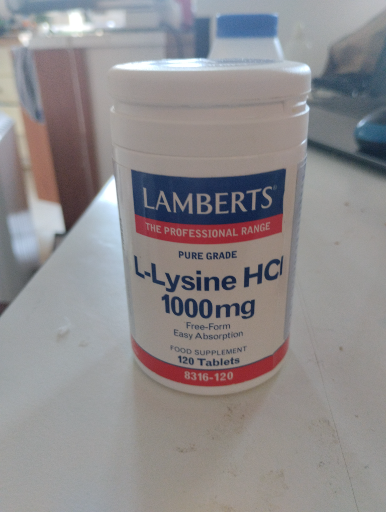 LAMBERTS®
THE PROFESSIONAL RANGE
PURE GRADE
L-Lysine HCl
1000mg
Free-Form
Easy Absorption
FOOD SUPPLEMENT
120 Tablets
8316-120